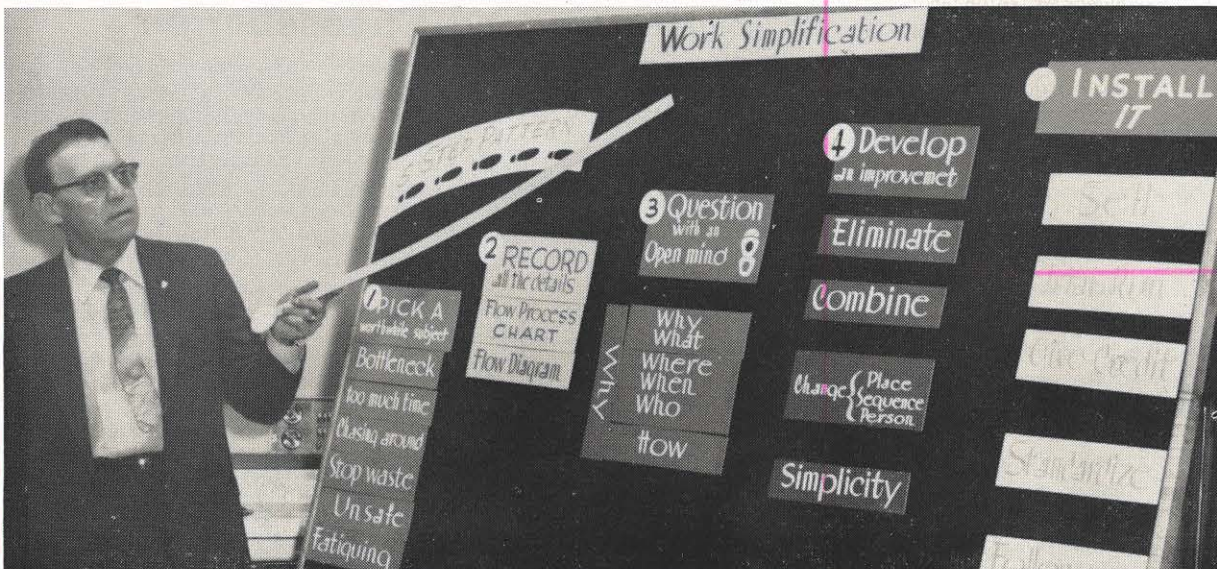 Work Simplification
5-STEP PATTERN
1 PICK A
worthwhile subject
Bottleneck
too much time
Chasing around
Stop waste
Unsafe
Fatiguing
2 RECORD
all the details
Flow Process
CHART
Flow Diagram
3 Question
with an
Open mind
Why
Why
What
Where
When
Who
How
4 Develop
an improvemet
Eliminate
Combine
Change { Place
Sequence
Person
Simplicity
INSTALL
IT
Sell
Give Credit
Standardize